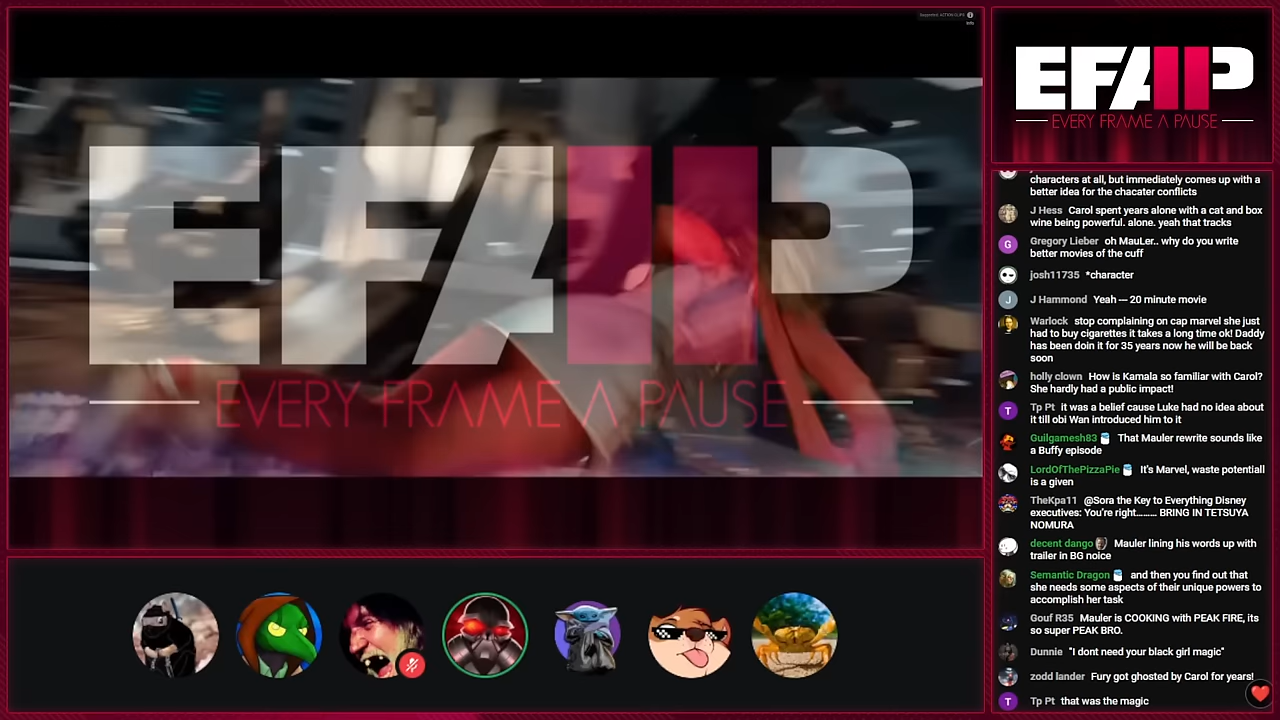 Suggested: ACTION CLIPS
Info
EFAP
EVERY FRAME A PAUSE
EFAP
EVERY FRAME A PAUSE
characters at all, but immediately comes up with a
better idea for the chacater conflicts
J Hess Carol spent years alone with a cat and box
wine being powerful. alone. yeah that tracks
G
Gregory Lieber oh MauLer.. why do you write
better movies of the cuff
josh11735 *character
J
J Hammond Yeah — 20 minute movie
Warlock stop complaining on cap marvel she just
had to buy cigarettes it takes a long time ok! Daddy
has been doin it for 35 years now he will be back
soon
holly clown How is Kamala so familiar with Carol?
She hardly had a public impact!
T
Tp Pt it was a belief cause Luke had no idea about
it till obi Wan introduced him to it
Guilgamesh83 That Mauler rewrite sounds like
a Buffy episode
LordOfThePizzaPie It's Marvel, waste potentiall
is a given
TheKpa11 @Sora the Key to Everything Disney
executives: You're right......... BRING IN TETSUYA
NOMURA
decent dango Mauler lining his words up with
trailer in BG noice
Semantic Dragon and then you find out that
she needs some aspects of their unique powers to
accomplish her task
Gouf R35 Mauler is COOKING with PEAK FIRE, its
so super PEAK BRO.
Dunnie "I dont need your black girl magic"
zodd lander Fury got ghosted by Carol for years!
T
Tp Pt that was the magic